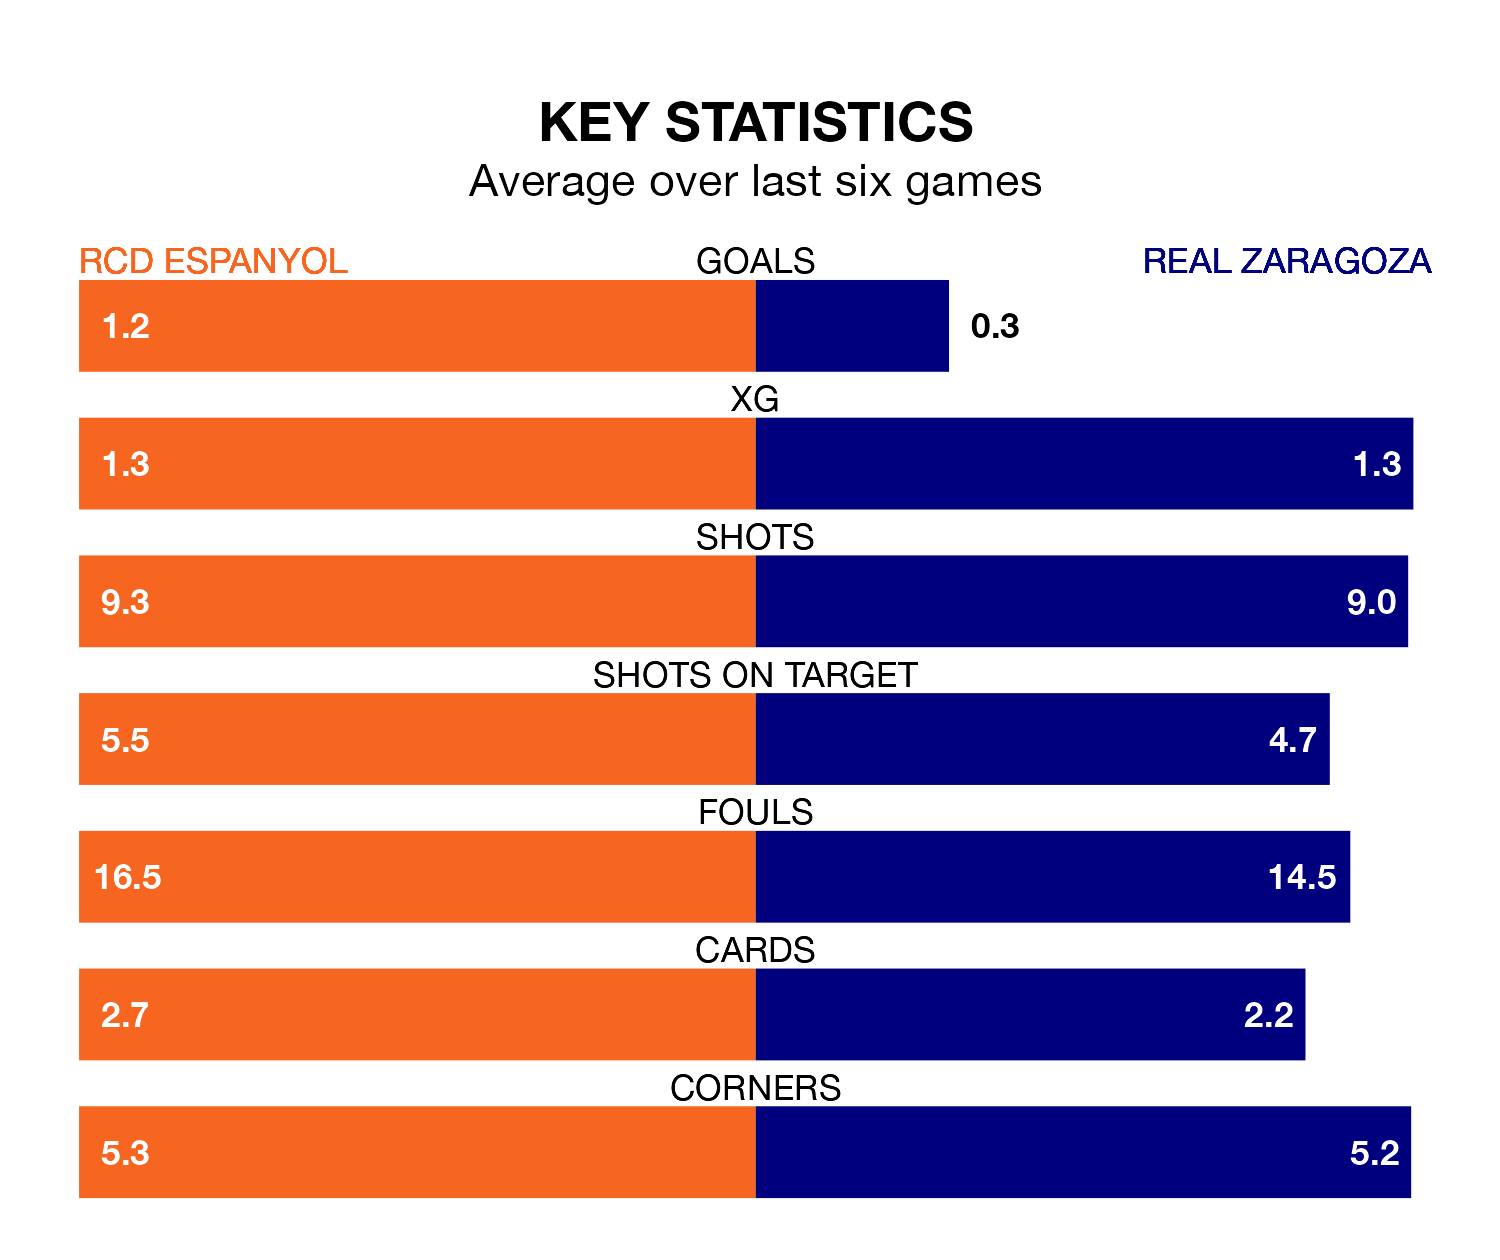 KEY STATISTICS
Average over last six games
RCD ESPANYOL GOALS REAL ZARAGOZA
1.2 0.3
XG
1.3 1.3
SHOTS
9.3 9.0
SHOTS ON TARGET
5.5 4.7
FOULS
16.5 14.5
CARDS
2.7 2.2
CORNERS
5.3 5.2